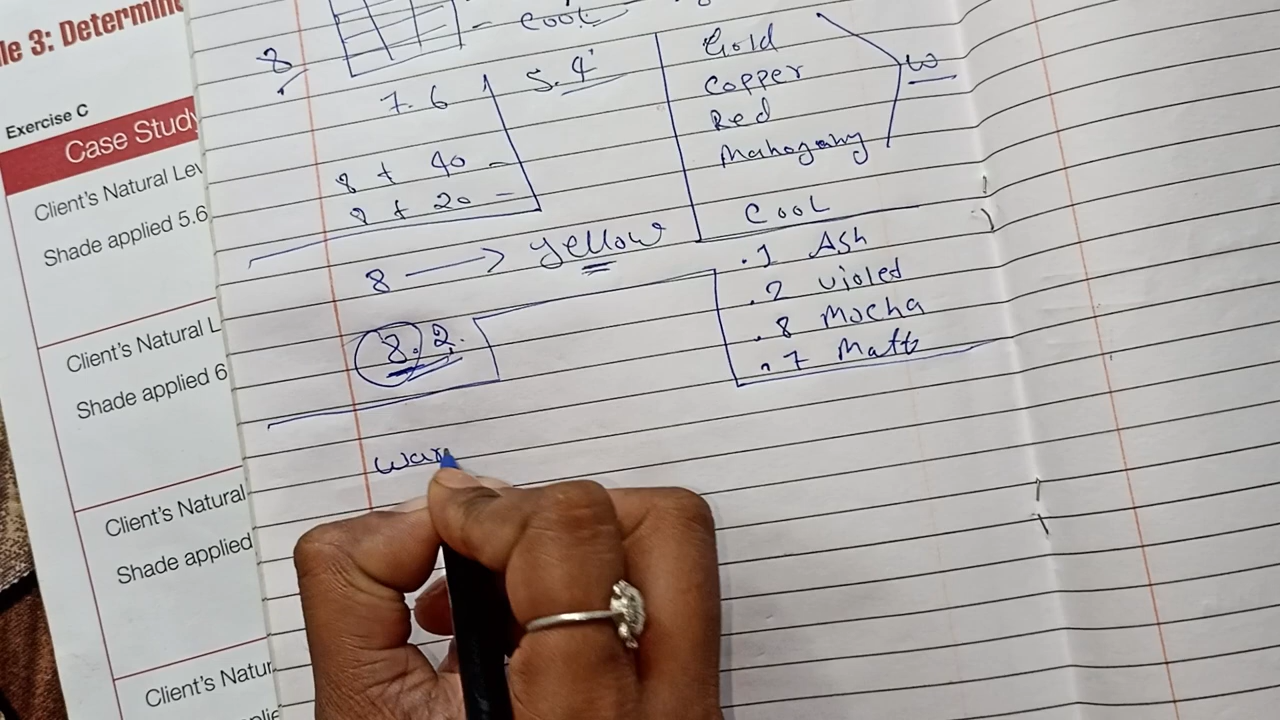 le 3: Determin
Exercise C
Case Study
Client's Natural Lev
Shade applied 5.6
Client's Natural L
Shade applied 6
Client's Natural
Shade applied
Client's Natur
- cool
8
7.6
5.4
8 + 40 -
8 + 20 -
8 → yellow
8.2.
Gold
Copper
Red
Mahogany
W
Cool
.1 Ash
.2 violed
.8 Mocha
.7 Matt
War